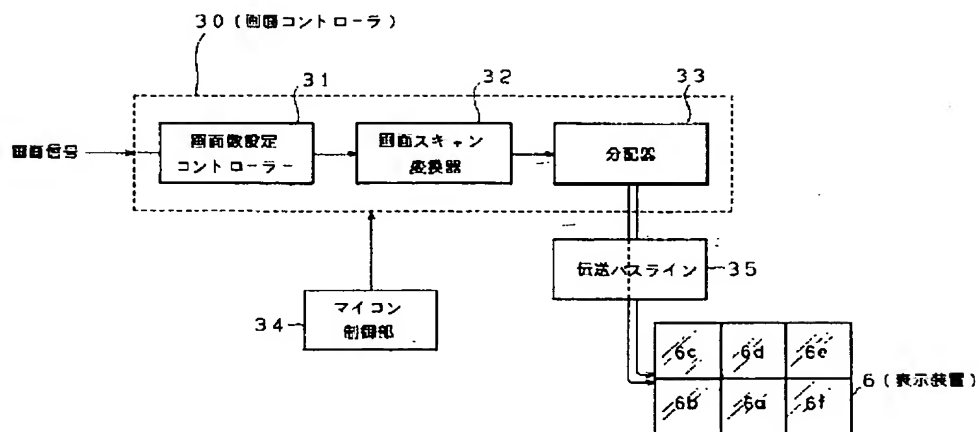 30(画面コントローラ)
31
32
33
画面信号
画面数設定
コントローラー
画面スキャン
変換器
分配器
伝送バスライン
35
34
マイコン
制御部
6c
6d
6e
6b
6a
6f
6(表示装置)